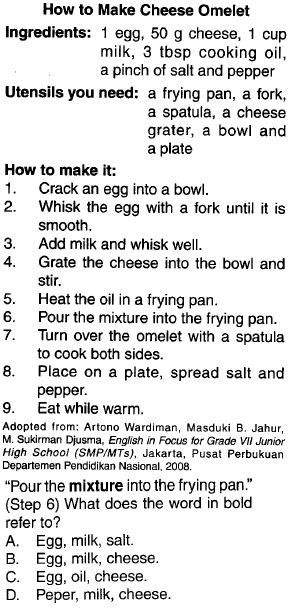 How to Make Cheese Omelet
Ingredients: 1 egg, 50 g cheese, 1 cup
milk, 3 tbsp cooking oil,
a pinch of salt and pepper
Utensils you need: a frying pan, a fork,
a spatula, a cheese
grater, a bowl and
a plate
How to make it:
1. Crack an egg into a bowl.
2. Whisk the egg with a fork until it is
smooth.
3. Add milk and whisk well.
4. Grate the cheese into the bowl and
stir.
5. Heat the oil in a frying pan.
6. Pour the mixture into the frying pan.
7. Turn over the omelet with a spatula
to cook both sides.
8. Place on a plate, spread salt and
pepper.
9. Eat while warm.
Adopted from: Artono Wardiman, Masduki B. Jahur,
M. Sukirman Djusma, English in Focus for Grade VII Junior
High School (SMP/MTs), Jakarta, Pusat Perbukuan
Departemen Pendidikan Nasional, 2008.
"Pour the mixture into the frying pan."
(Step 6) What does the word in bold
refer to?
A. Egg, milk, salt.
B. Egg, milk, cheese.
C. Egg, oil, cheese.
D. Peper, milk, cheese.